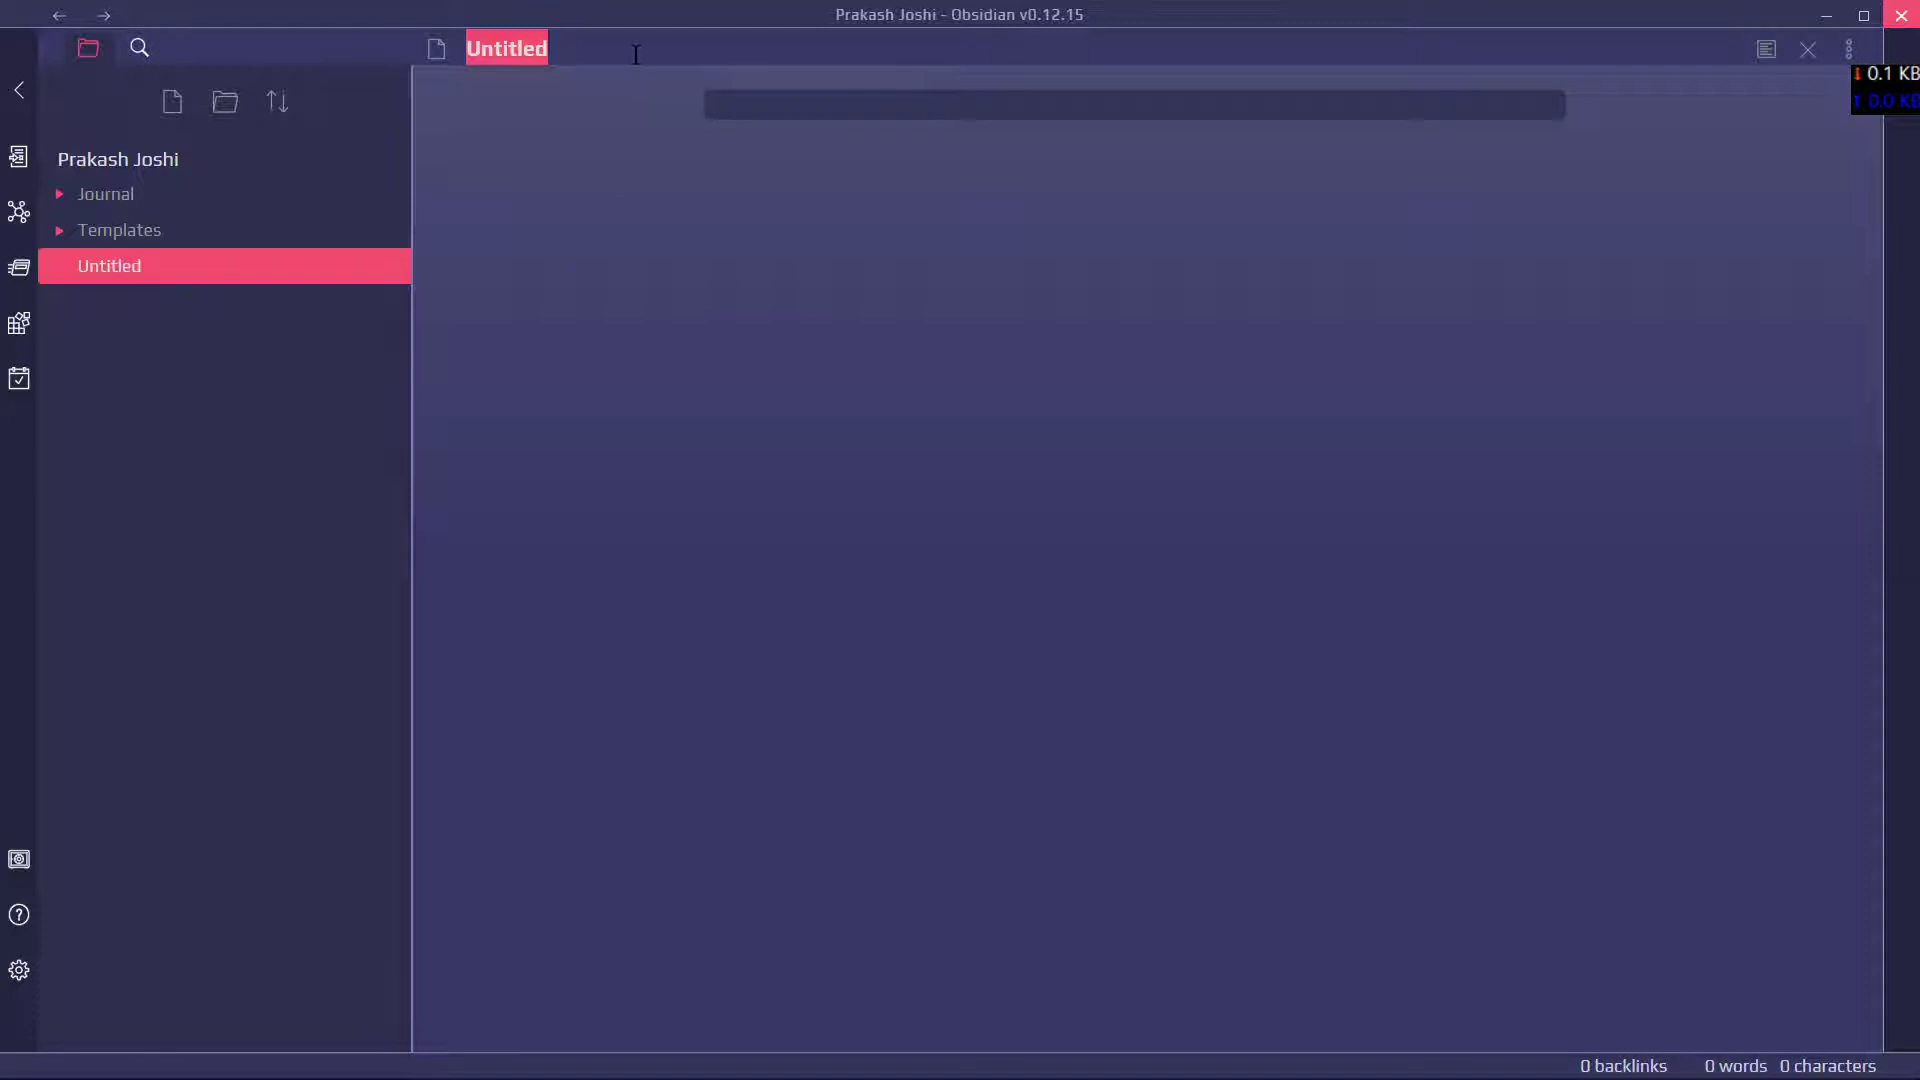 Prakash Joshi - Obsidian v0.12.15
Untitled
0.1 KB
0.0 KB
Prakash Joshi
Journal
Templates
Untitled
0 backlinks 0 words 0 characters